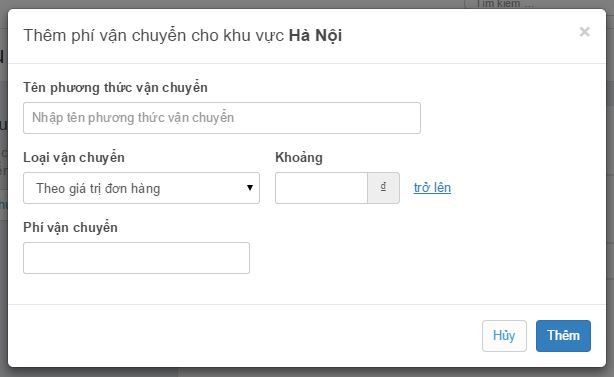 Tìm kiếm ...
Thêm phí vận chuyển cho khu vực Hà Nội ×
Tên phương thức vận chuyển
Nhập tên phương thức vận chuyển
Loại vận chuyển Khoảng
Theo giá trị đơn hàng đ trở lên
Phí vận chuyển
Hủy Thêm